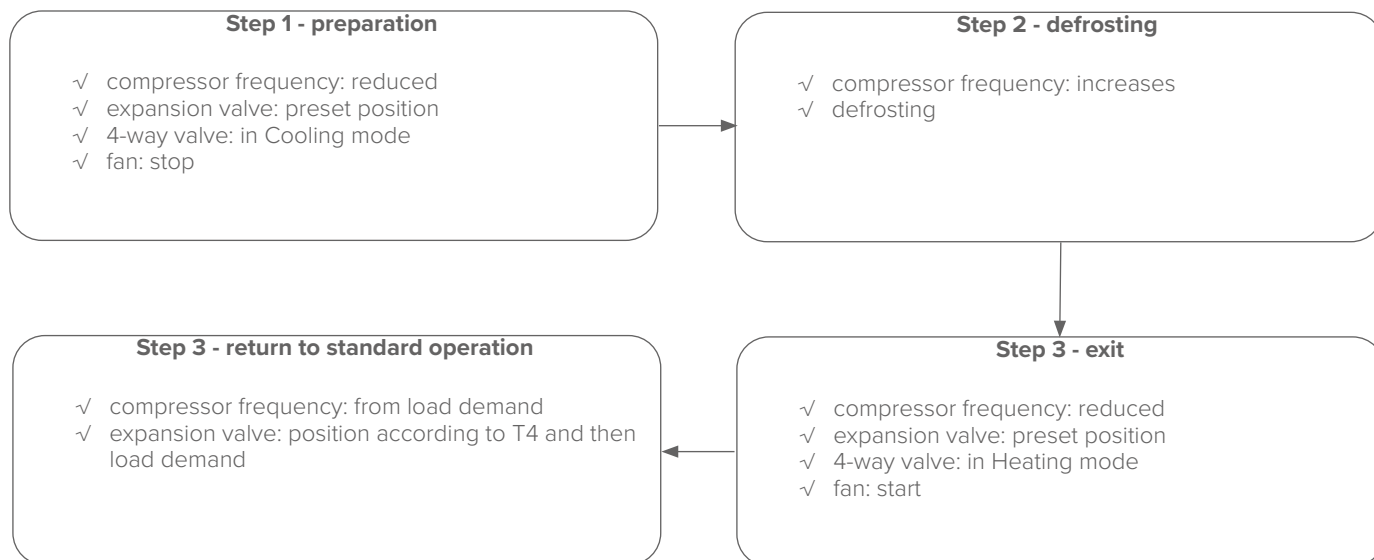 Step 1 - preparation
√ compressor frequency: reduced
√ expansion valve: preset position
√ 4-way valve: in Cooling mode
√ fan: stop
Step 2 - defrosting
√ compressor frequency: increases
√ defrosting
Step 3 - exit
√ compressor frequency: reduced
√ expansion valve: preset position
√ 4-way valve: in Heating mode
√ fan: start
Step 3 - return to standard operation
√ compressor frequency: from load demand
√ expansion valve: position according to T4 and then
load demand